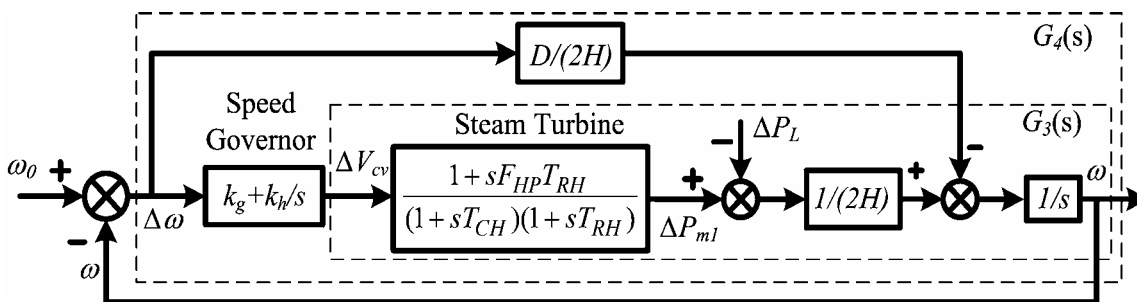 G₄(s)
D/(2H)
Speed
Governor
Steam Turbine
G₃(s)
ΔP_L
ω₀
+
Δω
k_g+k_h/s
ΔV_cv
1+sF_HP T_RH
(1+sT_CH)(1+sT_RH)
+
−
ΔP_m1
1/(2H)
+
−
1/s
ω
−
ω